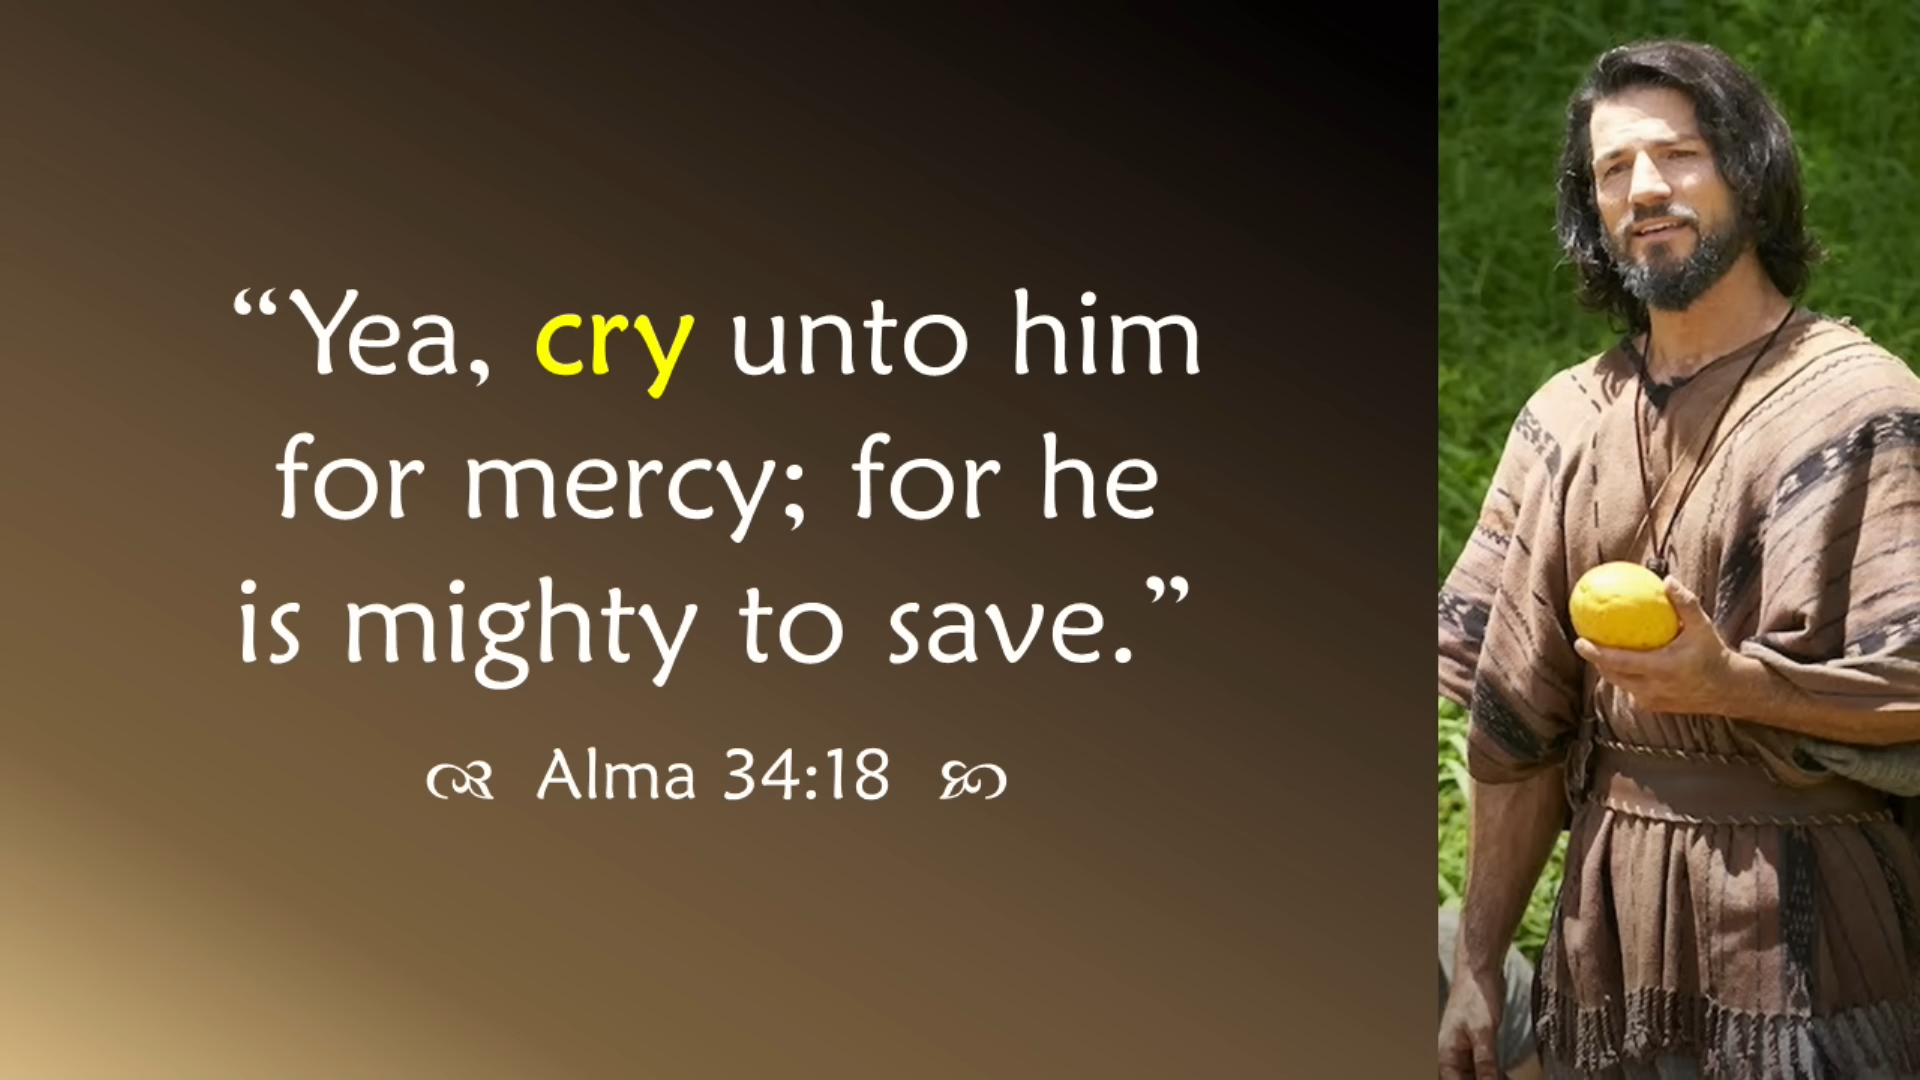 “Yea, cry unto him
for mercy; for he
is mighty to save.”
Alma 34:18